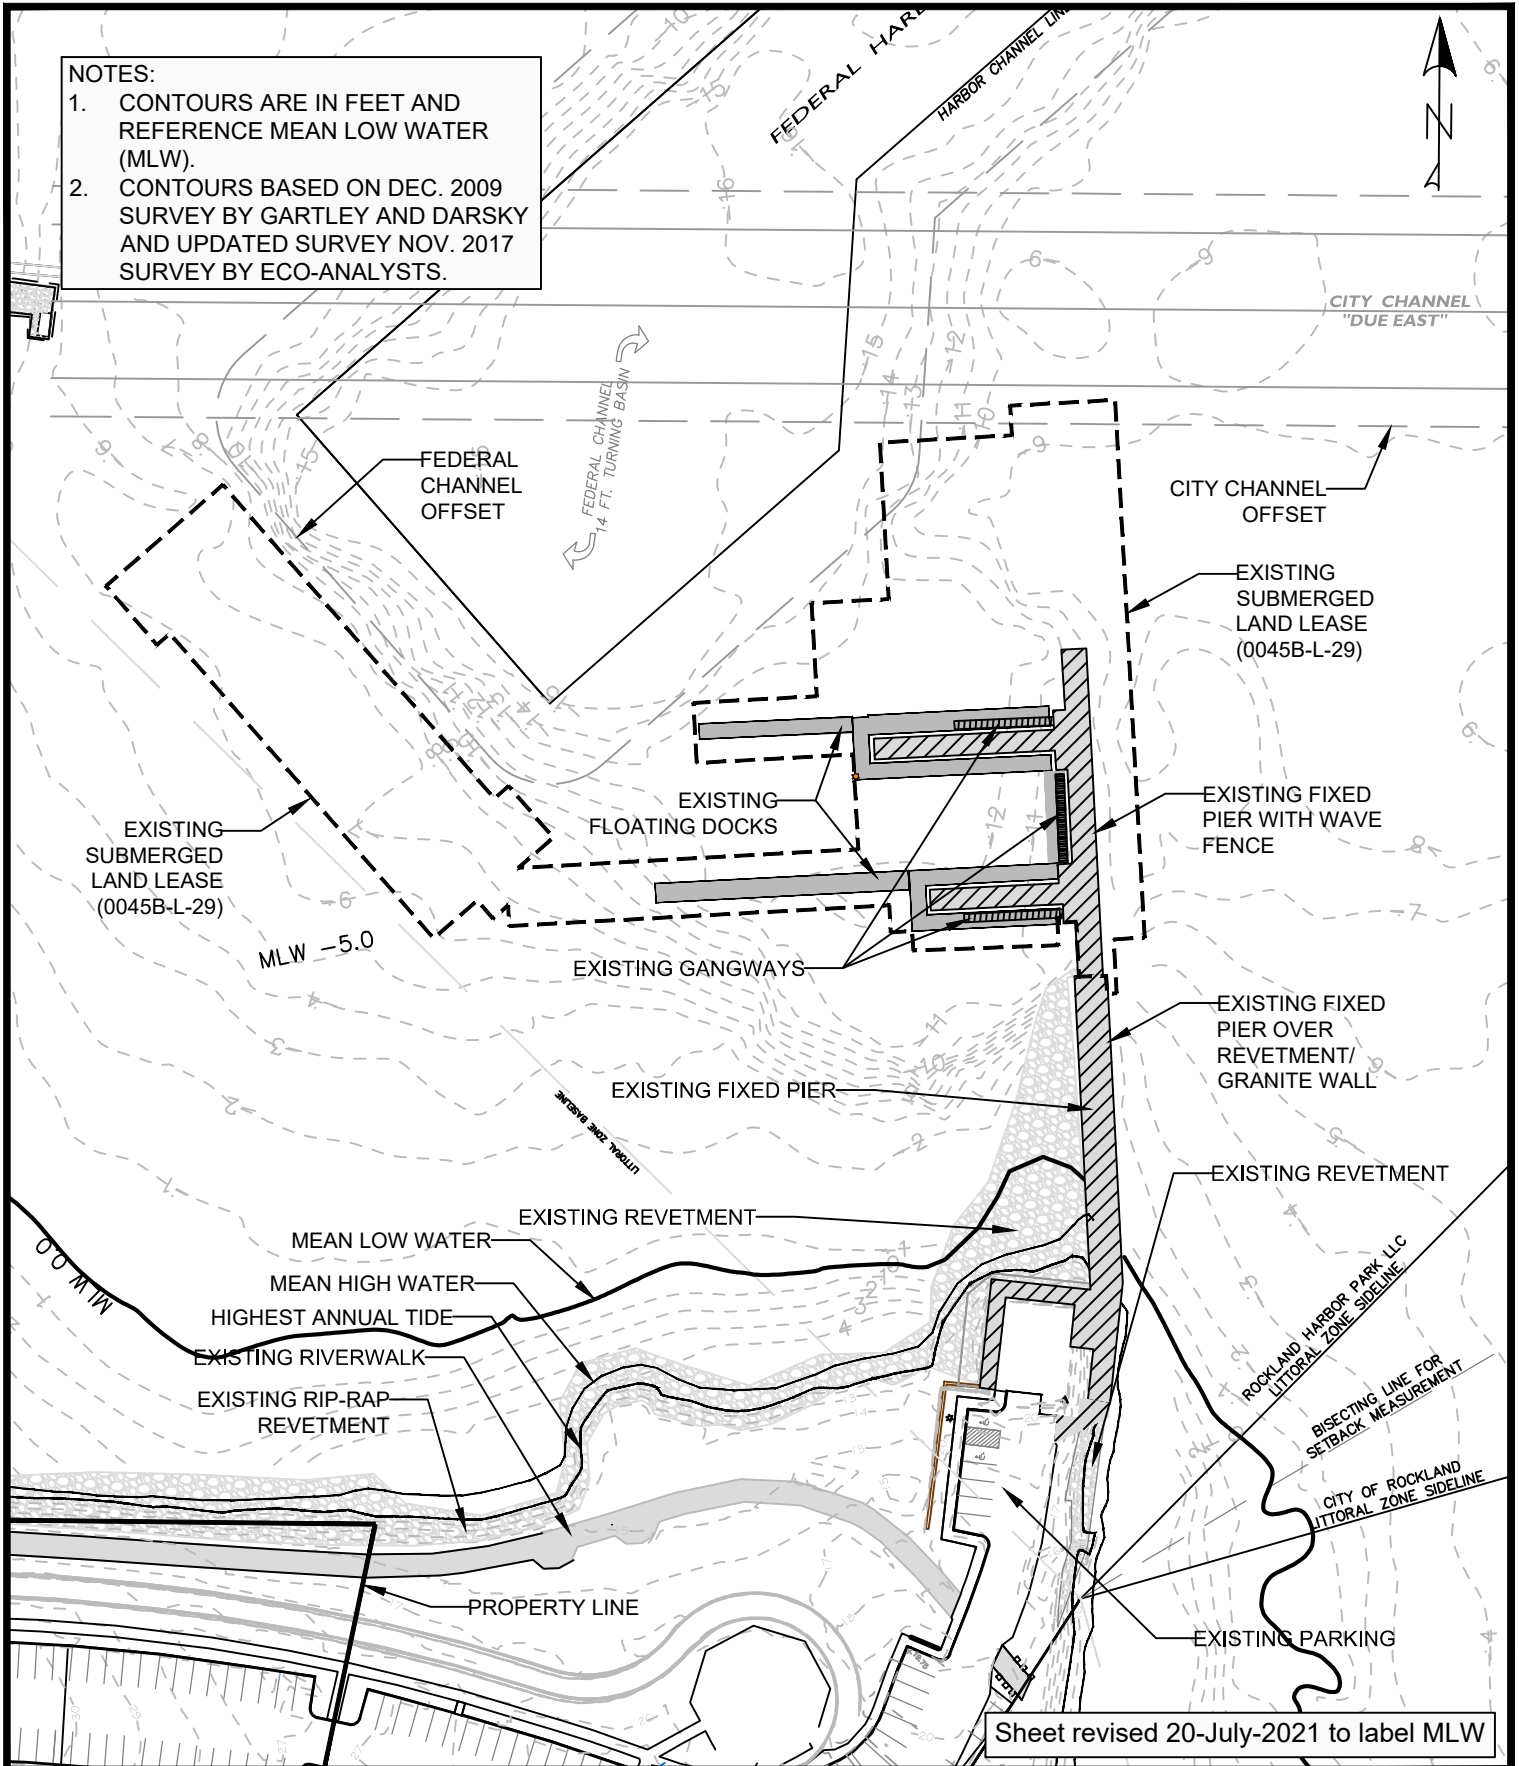 NOTES:
1. CONTOURS ARE IN FEET AND
REFERENCE MEAN LOW WATER
(MLW).
2. CONTOURS BASED ON DEC. 2009
SURVEY BY GARTLEY AND DARSKY
AND UPDATED SURVEY NOV. 2017
SURVEY BY ECO-ANALYSTS.
FEDERAL
HARBOR CHANNEL LINE
N
CITY CHANNEL
"DUE EAST"
FEDERAL CHANNEL
14 FT. TURNING BASIN
FEDERAL
CHANNEL
OFFSET
CITY CHANNEL
OFFSET
EXISTING
SUBMERGED
LAND LEASE
(0045B-L-29)
EXISTING
FLOATING DOCKS
EXISTING FIXED
PIER WITH WAVE
FENCE
EXISTING
SUBMERGED
LAND LEASE
(0045B-L-29)
MLW -5.0
EXISTING GANGWAYS
EXISTING FIXED
PIER OVER
REVETMENT/
GRANITE WALL
EXISTING FIXED PIER
LITTORAL ZONE BASELINE
EXISTING REVETMENT
EXISTING REVETMENT
MEAN LOW WATER
MLW 0.0
MEAN HIGH WATER
HIGHEST ANNUAL TIDE
EXISTING RIVERWALK
EXISTING RIP-RAP
REVETMENT
ROCKLAND HARBOR PARK LLC
LITTORAL ZONE SIDELINE
BISECTING LINE FOR
SETBACK MEASUREMENT
CITY OF ROCKLAND
LITTORAL ZONE SIDELINE
PROPERTY LINE
EXISTING PARKING
Sheet revised 20-July-2021 to label MLW